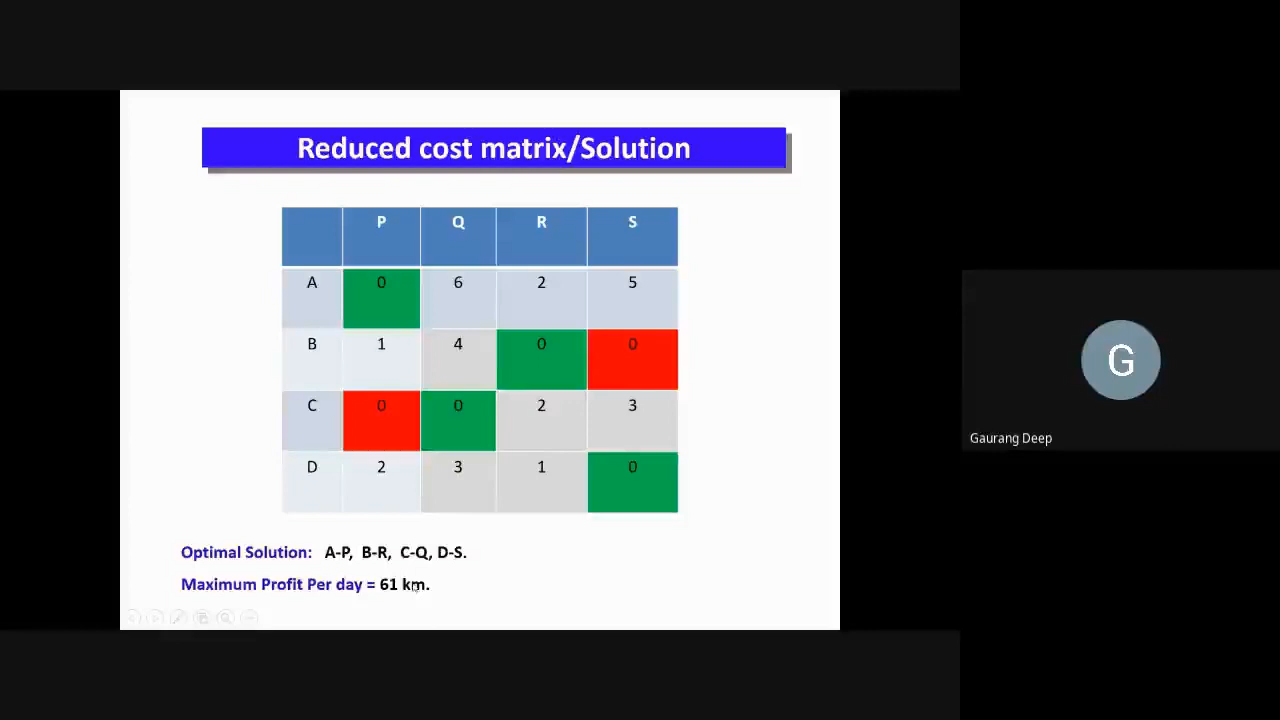 Reduced cost matrix/Solution
P Q R S
A 0 6 2 5
B 1 4 0 0
C 0 0 2 3
D 2 3 1 0
Optimal Solution: A-P, B-R, C-Q, D-S.
Maximum Profit Per day = 61 km.
G
Gaurang Deep